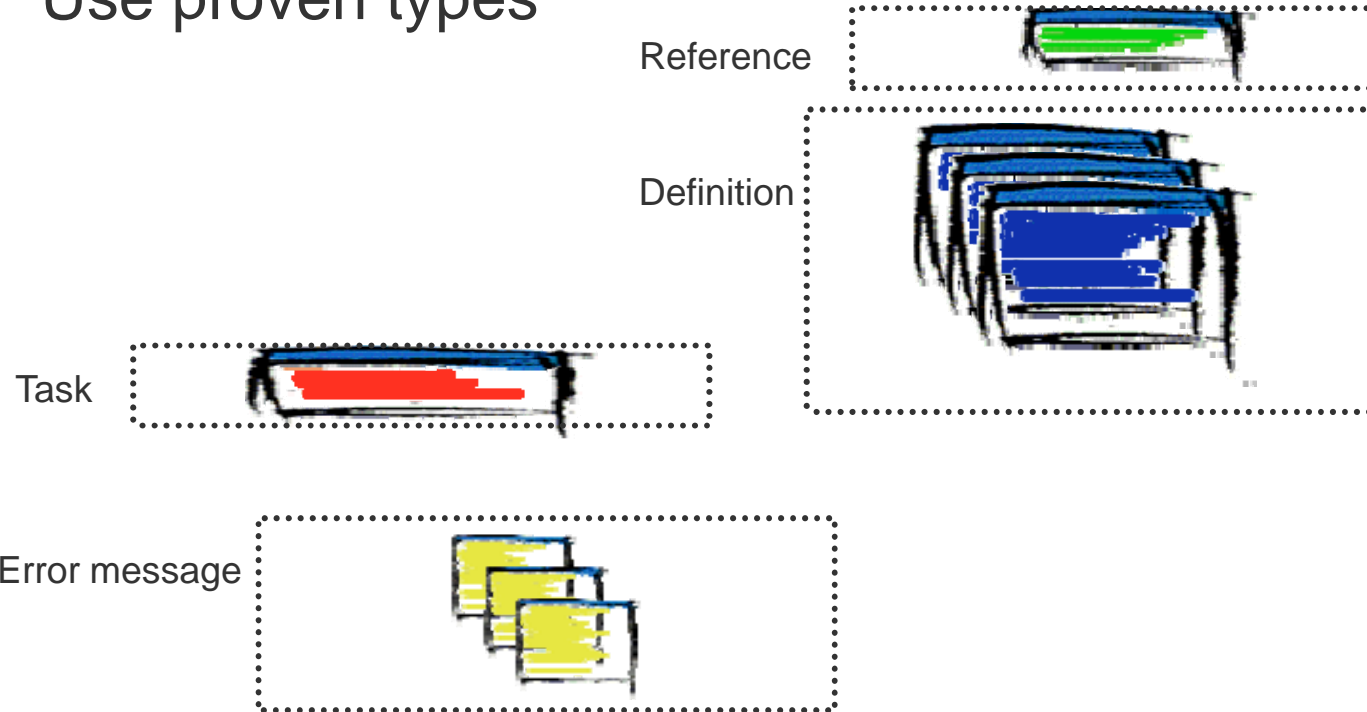 Use proven types
Reference
Definition
Task
Error message